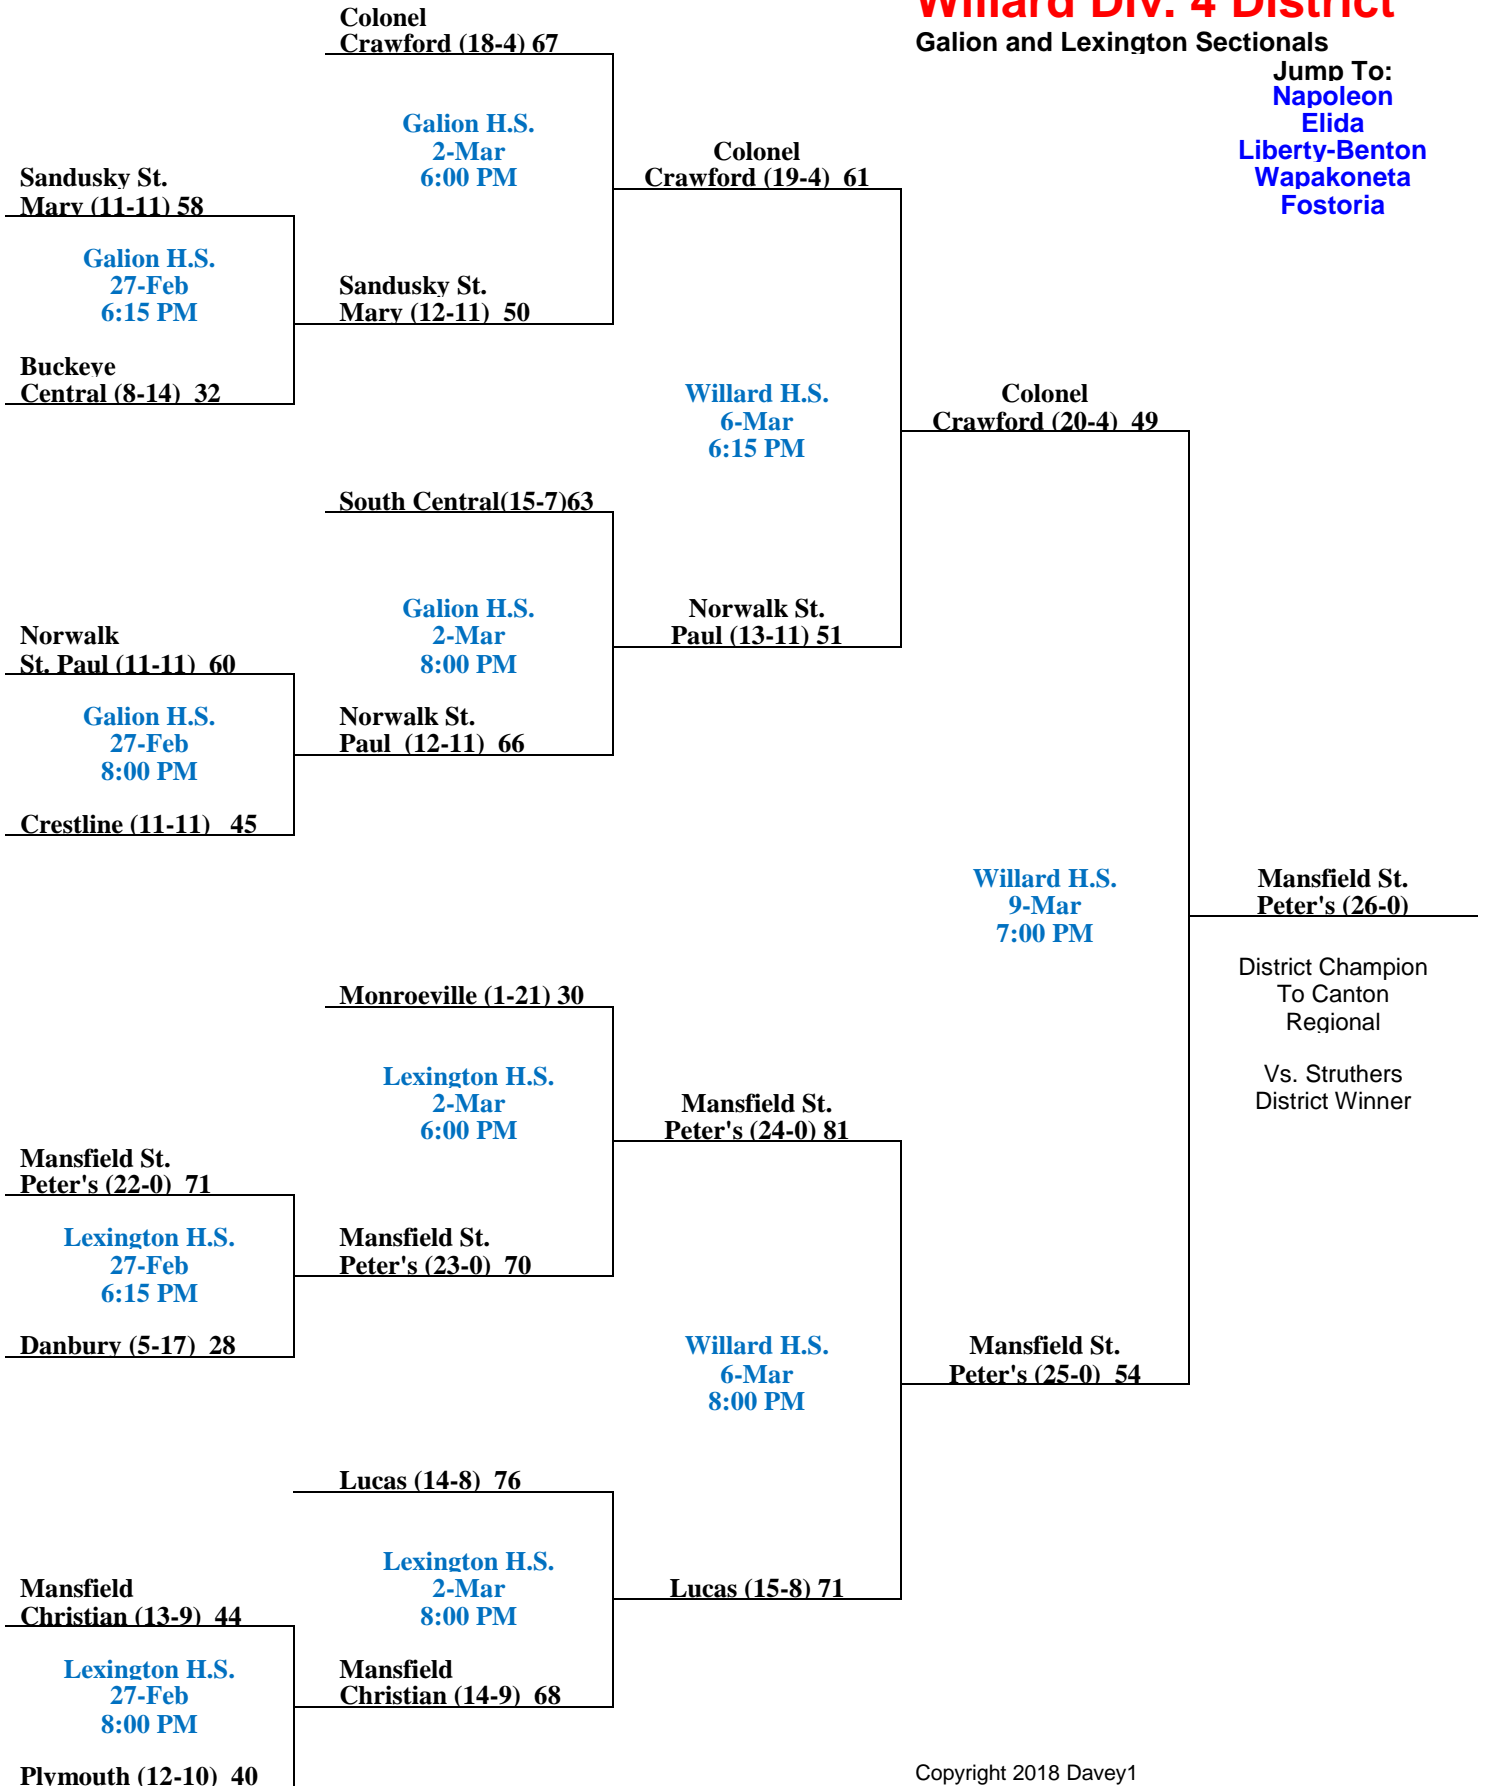 Willard Div. 4 District
Galion and Lexington Sectionals
Jump To:
Napoleon
Elida
Liberty-Benton
Wapakoneta
Fostoria
Colonel
Crawford (18-4) 67
Galion H.S.
2-Mar
6:00 PM
Colonel
Crawford (19-4) 61
Sandusky St.
Mary (11-11) 58
Galion H.S.
27-Feb
6:15 PM
Sandusky St.
Mary (12-11) 50
Buckeye
Central (8-14) 32
Willard H.S.
6-Mar
6:15 PM
Colonel
Crawford (20-4) 49
South Central(15-7)63
Galion H.S.
2-Mar
8:00 PM
Norwalk St.
Paul (13-11) 51
Norwalk
St. Paul (11-11) 60
Galion H.S.
27-Feb
8:00 PM
Norwalk St.
Paul (12-11) 66
Crestline (11-11) 45
Willard H.S.
9-Mar
7:00 PM
Mansfield St.
Peter's (26-0)
District Champion
To Canton
Regional
Vs. Struthers
District Winner
Monroeville (1-21) 30
Lexington H.S.
2-Mar
6:00 PM
Mansfield St.
Peter's (24-0) 81
Mansfield St.
Peter's (22-0) 71
Lexington H.S.
27-Feb
6:15 PM
Mansfield St.
Peter's (23-0) 70
Danbury (5-17) 28
Willard H.S.
6-Mar
8:00 PM
Mansfield St.
Peter's (25-0) 54
Lucas (14-8) 76
Lexington H.S.
2-Mar
8:00 PM
Lucas (15-8) 71
Mansfield
Christian (13-9) 44
Lexington H.S.
27-Feb
8:00 PM
Mansfield
Christian (14-9) 68
Plymouth (12-10) 40
Copyright 2018 Davey1